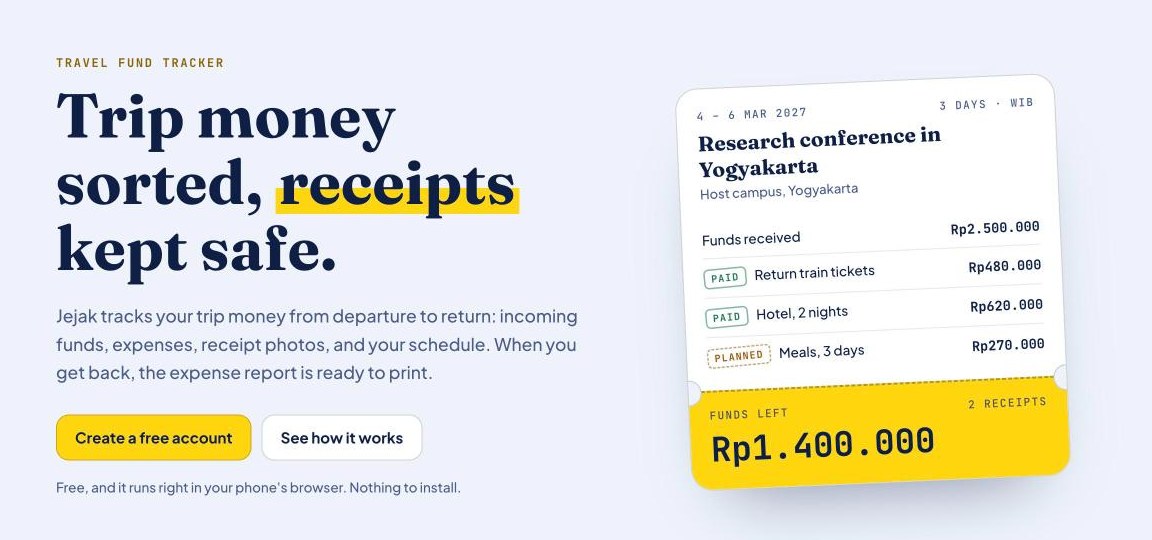 TRAVEL FUND TRACKER
Trip money
sorted, receipts
kept safe.
Jejak tracks your trip money from departure to return: incoming
funds, expenses, receipt photos, and your schedule. When you
get back, the expense report is ready to print.
Create a free account
See how it works
Free, and it runs right in your phone's browser. Nothing to install.
4 – 6 MAR 2027
3 DAYS · WIB
Research conference in
Yogyakarta
Host campus, Yogyakarta
Funds received Rp2.500.000
PAID Return train tickets Rp480.000
PAID Hotel, 2 nights Rp620.000
PLANNED Meals, 3 days Rp270.000
FUNDS LEFT
2 RECEIPTS
Rp1.400.000